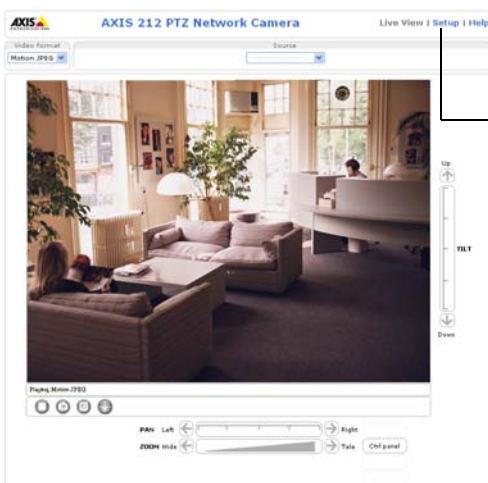 AXIS
COMMUNICATIONS
AXIS 212 PTZ Network Camera
Live View | Setup | Help
Video format
Source
Motion JPEG
Up
TILT
Down
Playing, Motion JPEG
PAN Left Right
ZOOM Wide Tele
Ctrl panel